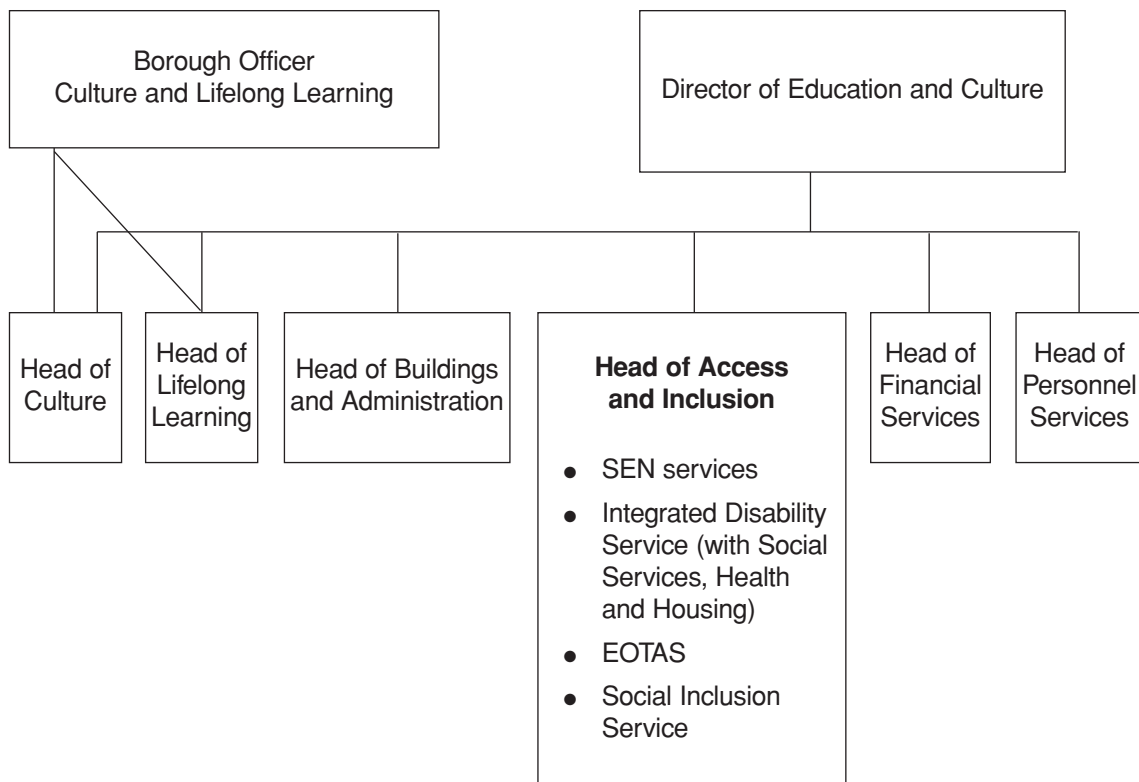 Borough Officer
Culture and Lifelong Learning
Director of Education and Culture
Head of
Culture
Head of
Lifelong
Learning
Head of Buildings
and Administration
Head of Access
and Inclusion
● SEN services
● Integrated Disability
Service (with Social
Services, Health
and Housing)
● EOTAS
● Social Inclusion
Service
Head of
Financial
Services
Head of
Personnel
Services